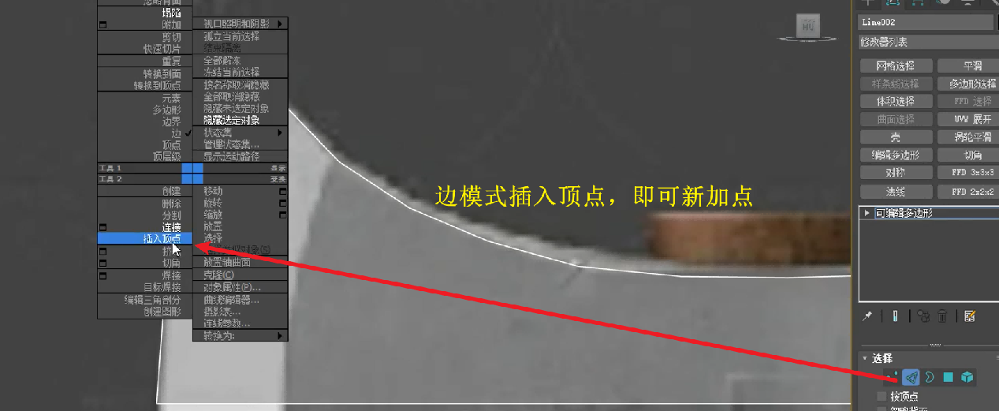 塌陷
附加
剪切
快速切片
重复
转换到面
转换到顶点
元素
多边形
边界
边
顶点
顶层级
工具 1
工具 2
创建
删除
分割
连接
插入顶点
切角
焊接
目标焊接
编辑三角剖分
创建图形
视口照明和阴影
孤立当前选择
结束隔离
全部解冻
冻结当前选择
按名称取消隐藏
全部取消隐藏
隐藏未选定对象
隐藏选定对象
状态集
管理状态集...
显示运动路径
显示
变换
移动
旋转
缩放
放置
选择
放置轴曲面
克隆(C)
对象属性(P)...
曲线编辑器...
摄影表...
连线参数...
转换为:
边模式插入顶点，即可新加点
Line002
修改器列表
网格选择 平滑
样条线选择 多边形选择
体积选择 FFD 选择
曲面选择 UVW 展开
壳 涡轮平滑
编辑多边形 切角
对称 FFD 3x3x3
法线 FFD 2x2x2
可编辑多边形
选择
按顶点